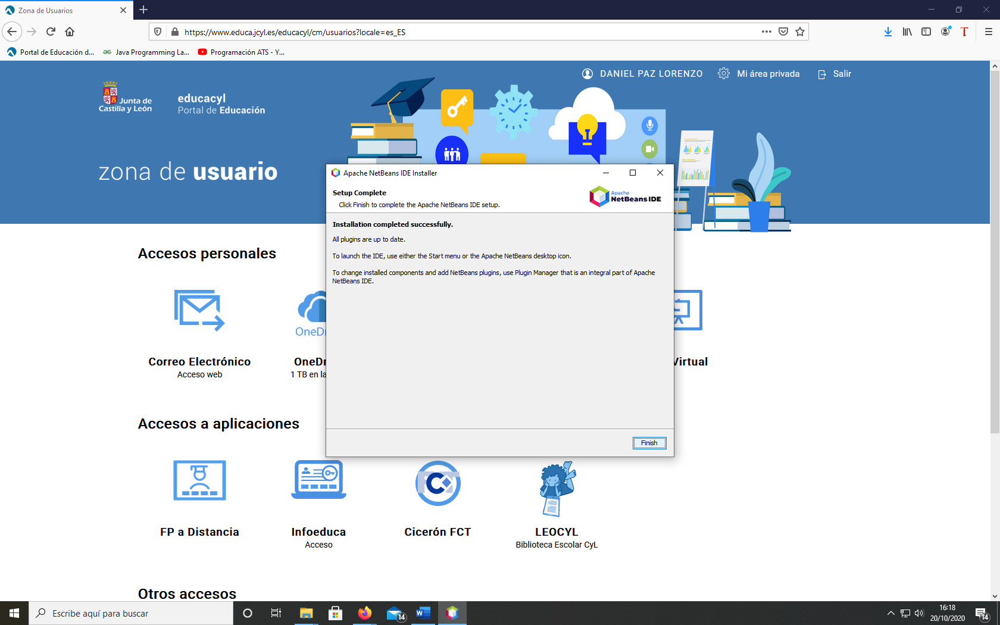 Zona de Usuarios
https://www.educa.jcyl.es/educacyl/cm/usuarios?locale=es_ES
Portal de Educación d...
Java Programming La...
Programación ATS - Y...
DANIEL PAZ LORENZO
Mi área privada
Salir
Junta de
Castilla y León
educacyl
Portal de Educación
zona de usuario
Apache NetBeans IDE Installer
Setup Complete
Click Finish to complete the Apache NetBeans IDE setup.
Apache
NetBeans IDE
Installation completed successfully.
All plugins are up to date.
To launch the IDE, use either the Start menu or the Apache NetBeans desktop icon.
To change installed components and add NetBeans plugins, use Plugin Manager that is an integral part of Apache
NetBeans IDE.
Finish
Accesos personales
OneDr
Correo Electrónico
Acceso web
OneDr
1 TB en la
Virtual
Accesos a aplicaciones
FCT
FP a Distancia
Infoeduca
Acceso
Cicerón FCT
LEOCYL
Biblioteca Escolar CyL
Otros accesos
Escribe aquí para buscar
14
16:18
20/10/2020
14